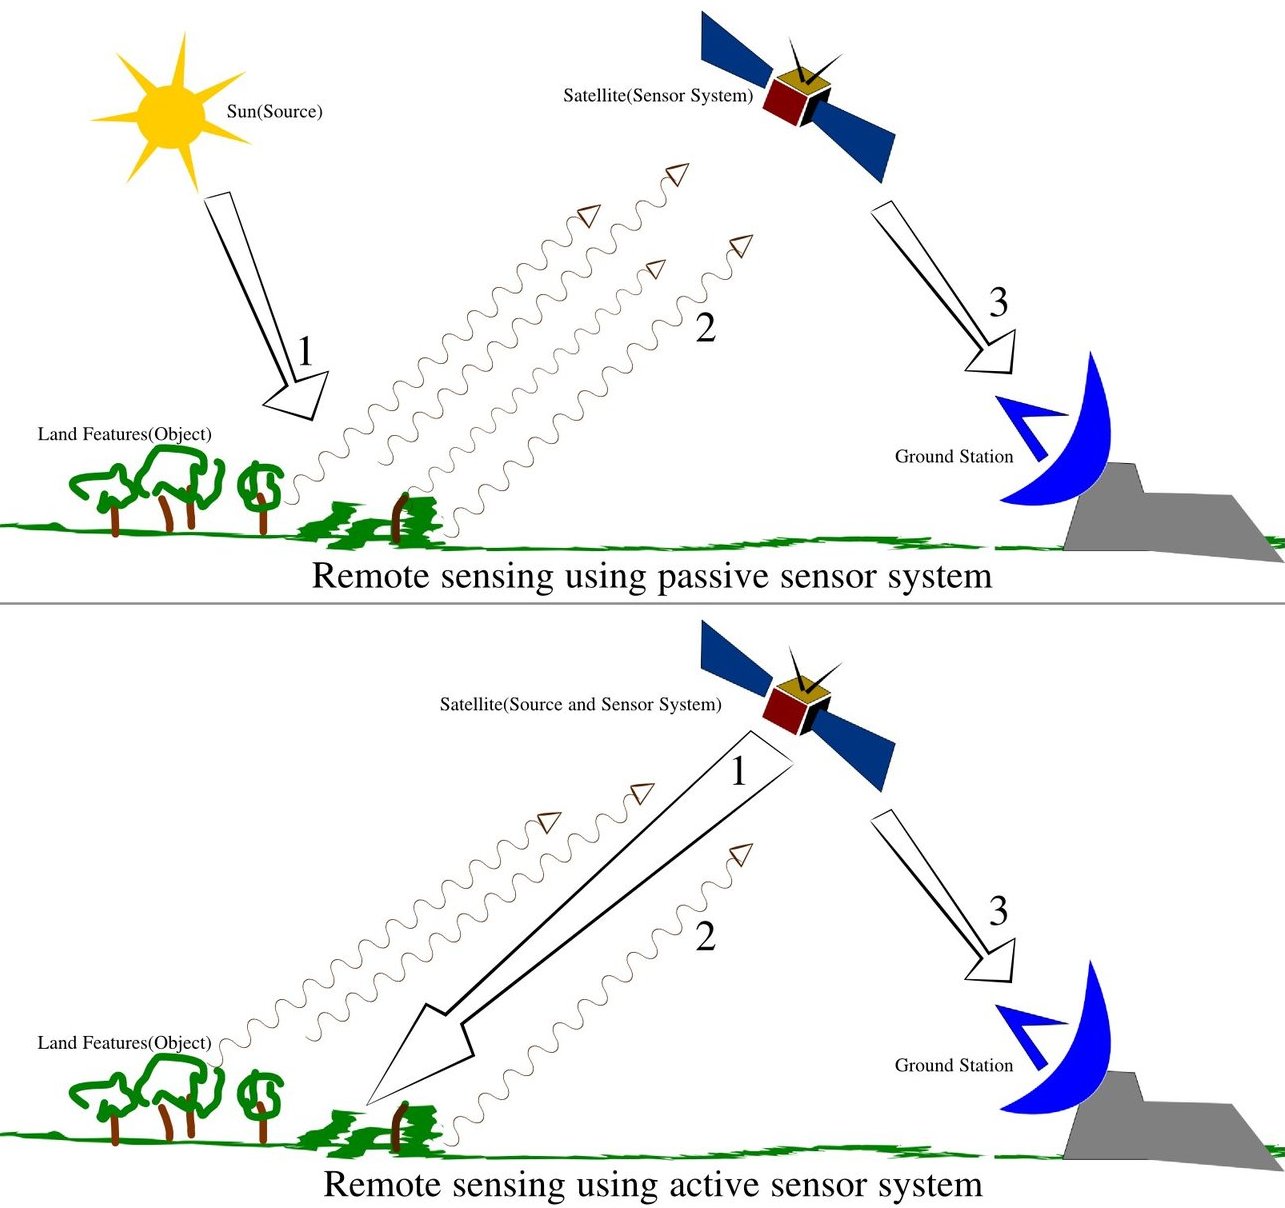 Sun(Source)
Satellite(Sensor System)
1
2
3
Land Features(Object)
Ground Station
Remote sensing using passive sensor system
Satellite(Source and Sensor System)
1
2
3
Land Features(Object)
Ground Station
Remote sensing using active sensor system